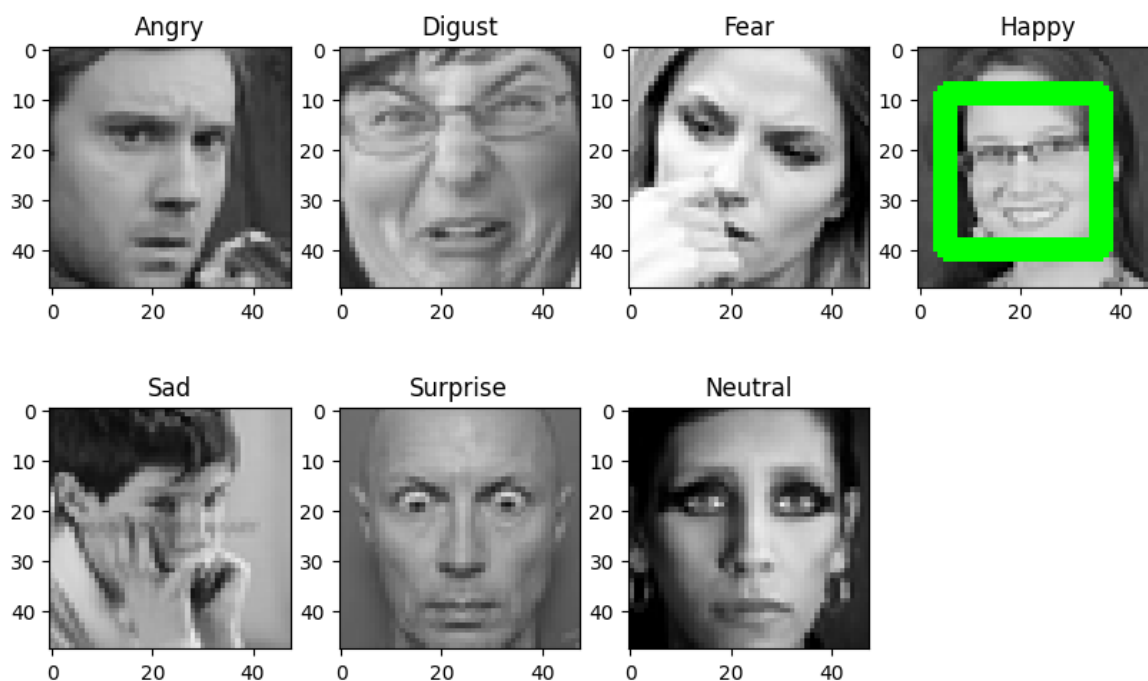 Angry Digust Fear Happy
0 0 0 0
10 10 10 10
20 20 20 20
30 30 30 30
40 40 40 40
0 20 40 0 20 40 0 20 40 0 20 40
Sad Surprise Neutral
0 0 0
10 10 10
20 20 20
30 30 30
40 40 40
0 20 40 0 20 40 0 20 40